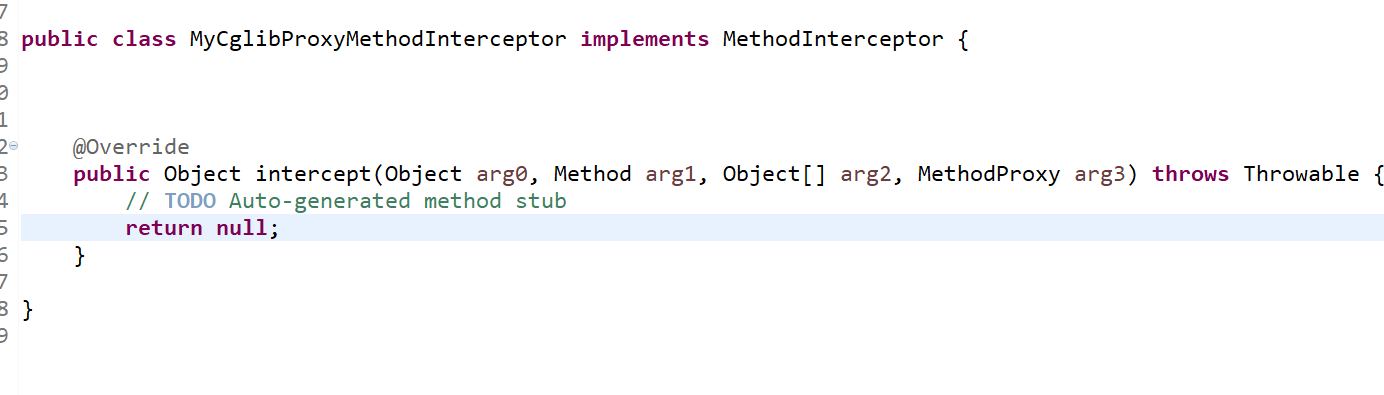 7
8 public class MyCglibProxyMethodInterceptor implements MethodInterceptor {
9
0
1
2 @Override
3 public Object intercept(Object arg0, Method arg1, Object[] arg2, MethodProxy arg3) throws Throwable {
4 // TODO Auto-generated method stub
5 return null;
6 }
7
8 }
9